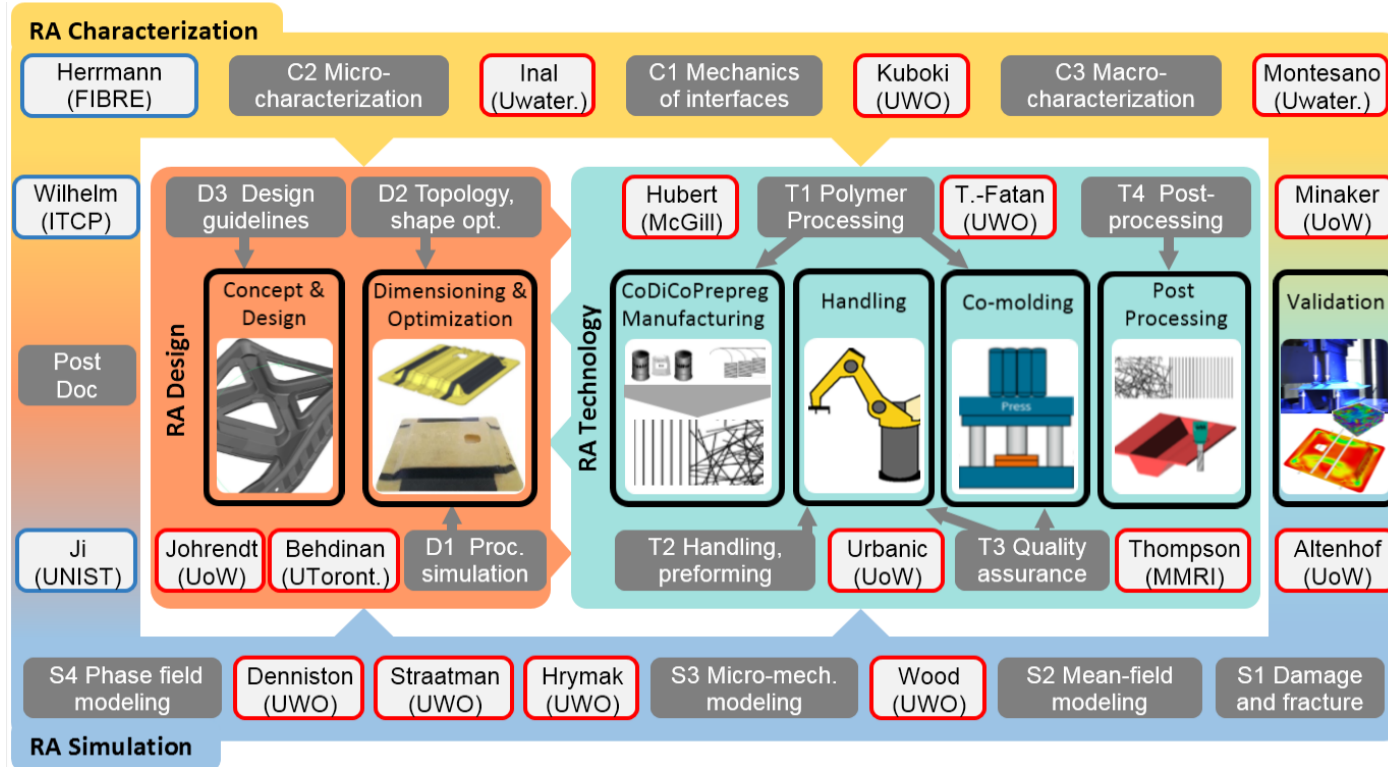 RA Characterization
Herrmann
(FIBRE)
C2 Micro-
characterization
Inal
(Uwater.)
C1 Mechanics
of interfaces
Kuboki
(UWO)
C3 Macro-
characterization
Montesano
(Uwater.)
Wilhelm
(ITCP)
D3 Design
guidelines
D2 Topology,
shape opt.
Hubert
(McGill)
T1 Polymer
Processing
T.-Fatan
(UWO)
T4 Post-
processing
Minaker
(UoW)
RA Design
Concept &
Design
Dimensioning &
Optimization
RA Technology
CoDiCoPrepreg
Manufacturing
Handling
Co-molding
Press
Post
Processing
Validation
Post
Doc
Ji
(UNIST)
Johrendt
(UoW)
Behdinan
(UToront.)
D1 Proc.
simulation
T2 Handling,
preforming
Urbanic
(UoW)
T3 Quality
assurance
Thompson
(MMRI)
Altenhof
(UoW)
S4 Phase field
modeling
Denniston
(UWO)
Straatman
(UWO)
Hrymak
(UWO)
S3 Micro-mech.
modeling
Wood
(UWO)
S2 Mean-field
modeling
S1 Damage
and fracture
RA Simulation